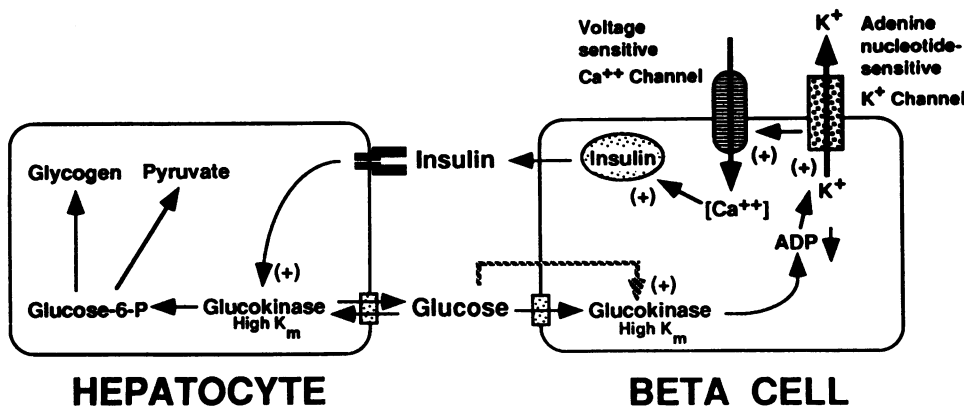 Voltage
sensitive
Ca++ Channel
K+
Adenine
nucleotide-
sensitive
K+ Channel
Glycogen
Pyruvate
Insulin
Insulin
(+)
(+)
(+)
K+
[Ca++]
ADP
(+)
(+)
Glucose-6-P
Glucokinase
High Km
Glucose
Glucokinase
High Km
HEPATOCYTE
BETA CELL